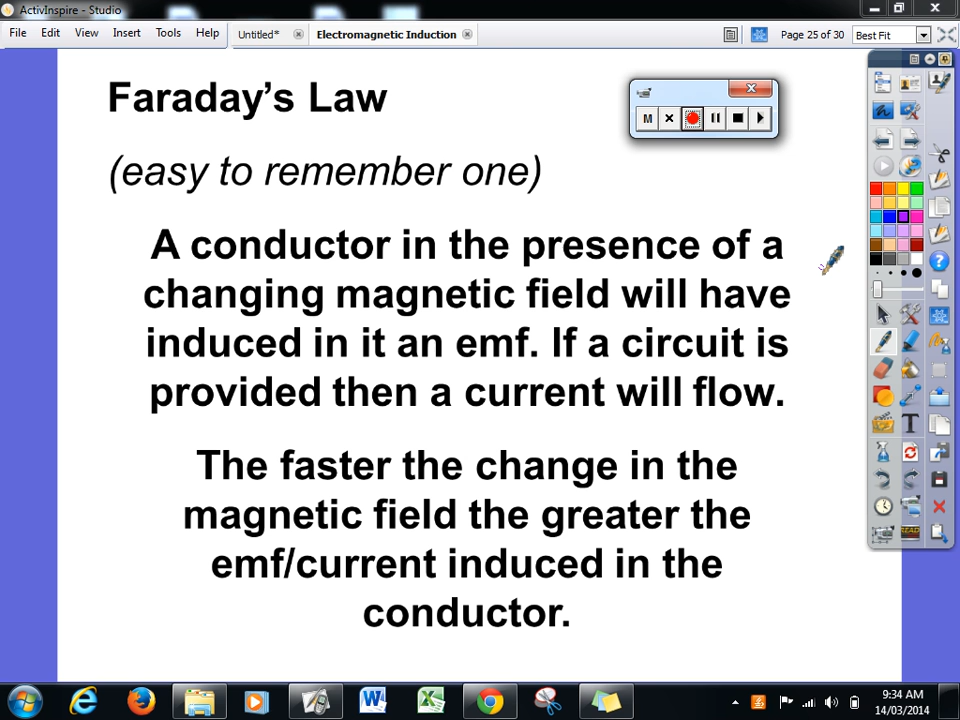 ActivInspire - Studio
File Edit View Insert Tools Help Untitled* Electromagnetic Induction Page 25 of 30 Best Fit
Faraday's Law
M
(easy to remember one)
A conductor in the presence of a
changing magnetic field will have
induced in it an emf. If a circuit is
provided then a current will flow.
The faster the change in the
magnetic field the greater the
emf/current induced in the
conductor.
9:34 AM
14/03/2014